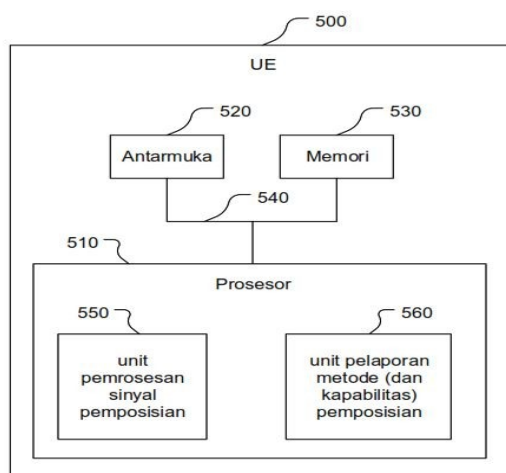 500
UE
520
530
Antarmuka
Memori
540
510
Prosesor
550
560
unit
pemrosesan
sinyal
pemposisian
unit pelaporan
metode (dan
kapabilitas)
pemposisian